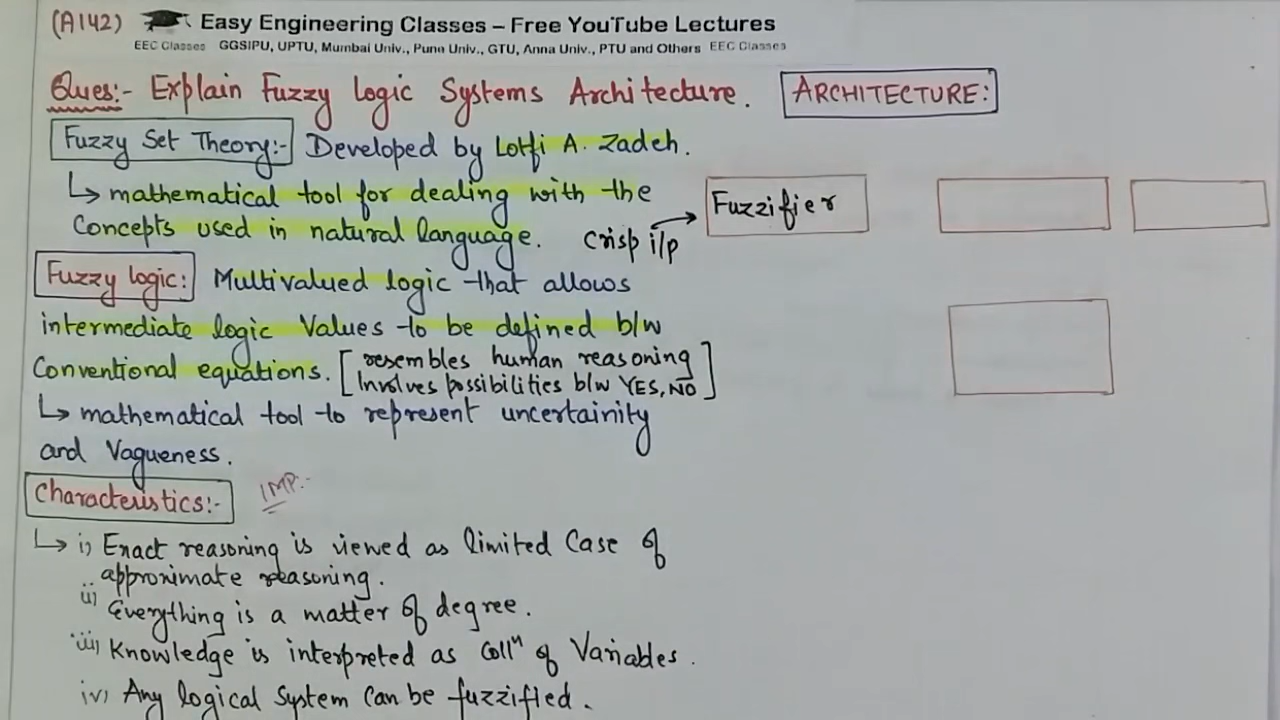 (A142) Easy Engineering Classes – Free YouTube Lectures
EEC Classes GGSIPU, UPTU, Mumbai Univ., Pune Univ., GTU, Anna Univ., PTU and Others EEC Classes
Ques:- Explain Fuzzy Logic Systems Architecture.
Fuzzy Set Theory:- Developed by Lotfi A. Zadeh.
↳ mathematical tool for dealing with the
Concepts used in natural language.
Fuzzy logic: Multivalued logic that allows
intermediate logic Values to be defined b/w
Conventional equations. [resembles human reasoning
Involves possibilities b/w YES, NO]
↳ mathematical tool to represent uncertainity
and Vagueness.
Characteristics:- IMP.-
↳ i) Exact reasoning is viewed as limited Case of
approximate reasoning.
ii) Everything is a matter of degree.
iii) Knowledge is interpreted as Collⁿ of Variables.
iv) Any logical System Can be fuzzified.
ARCHITECTURE:
Fuzzifier
Crisp i/p →